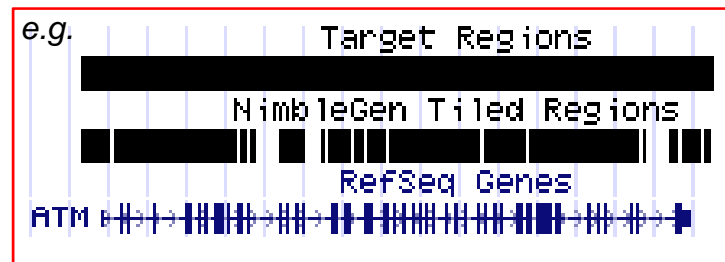 e.g.
Target Regions
NimbleGen Tiled Regions
RefSeq Genes
ATM